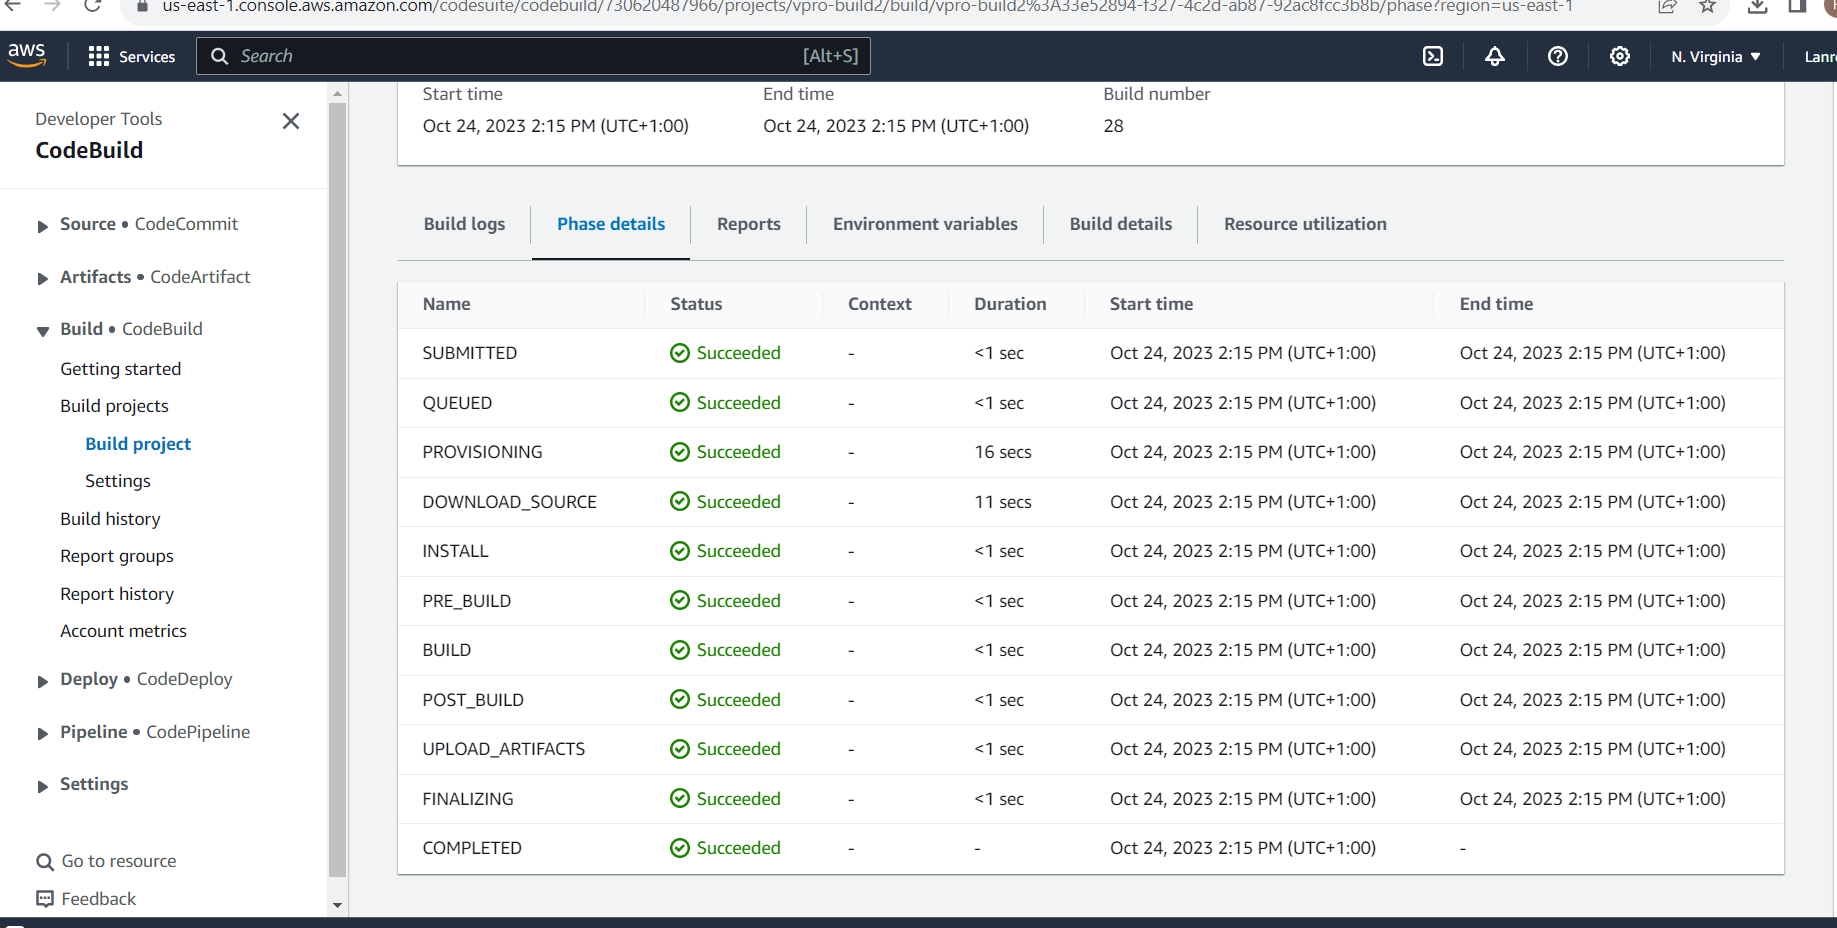 us-east-1.console.aws.amazon.com/codesuite/codebuild/730620487966/projects/vpro-build2/build/vpro-build2%3A33e52894-f327-4c2d-ab87-92ac8fcc3b8b/phase?region=us-east-1
aws Services Search [Alt+S] N. Virginia Lanr
Developer Tools
CodeBuild
Source • CodeCommit
Artifacts • CodeArtifact
Build • CodeBuild
Getting started
Build projects
Build project
Settings
Build history
Report groups
Report history
Account metrics
Deploy • CodeDeploy
Pipeline • CodePipeline
Settings
Go to resource
Feedback
Start time End time Build number
Oct 24, 2023 2:15 PM (UTC+1:00) Oct 24, 2023 2:15 PM (UTC+1:00) 28
Build logs Phase details Reports Environment variables Build details Resource utilization
Name Status Context Duration Start time End time
SUBMITTED Succeeded - <1 sec Oct 24, 2023 2:15 PM (UTC+1:00) Oct 24, 2023 2:15 PM (UTC+1:00)
QUEUED Succeeded - <1 sec Oct 24, 2023 2:15 PM (UTC+1:00) Oct 24, 2023 2:15 PM (UTC+1:00)
PROVISIONING Succeeded - 16 secs Oct 24, 2023 2:15 PM (UTC+1:00) Oct 24, 2023 2:15 PM (UTC+1:00)
DOWNLOAD_SOURCE Succeeded - 11 secs Oct 24, 2023 2:15 PM (UTC+1:00) Oct 24, 2023 2:15 PM (UTC+1:00)
INSTALL Succeeded - <1 sec Oct 24, 2023 2:15 PM (UTC+1:00) Oct 24, 2023 2:15 PM (UTC+1:00)
PRE_BUILD Succeeded - <1 sec Oct 24, 2023 2:15 PM (UTC+1:00) Oct 24, 2023 2:15 PM (UTC+1:00)
BUILD Succeeded - <1 sec Oct 24, 2023 2:15 PM (UTC+1:00) Oct 24, 2023 2:15 PM (UTC+1:00)
POST_BUILD Succeeded - <1 sec Oct 24, 2023 2:15 PM (UTC+1:00) Oct 24, 2023 2:15 PM (UTC+1:00)
UPLOAD_ARTIFACTS Succeeded - <1 sec Oct 24, 2023 2:15 PM (UTC+1:00) Oct 24, 2023 2:15 PM (UTC+1:00)
FINALIZING Succeeded - <1 sec Oct 24, 2023 2:15 PM (UTC+1:00) Oct 24, 2023 2:15 PM (UTC+1:00)
COMPLETED Succeeded - - Oct 24, 2023 2:15 PM (UTC+1:00) -